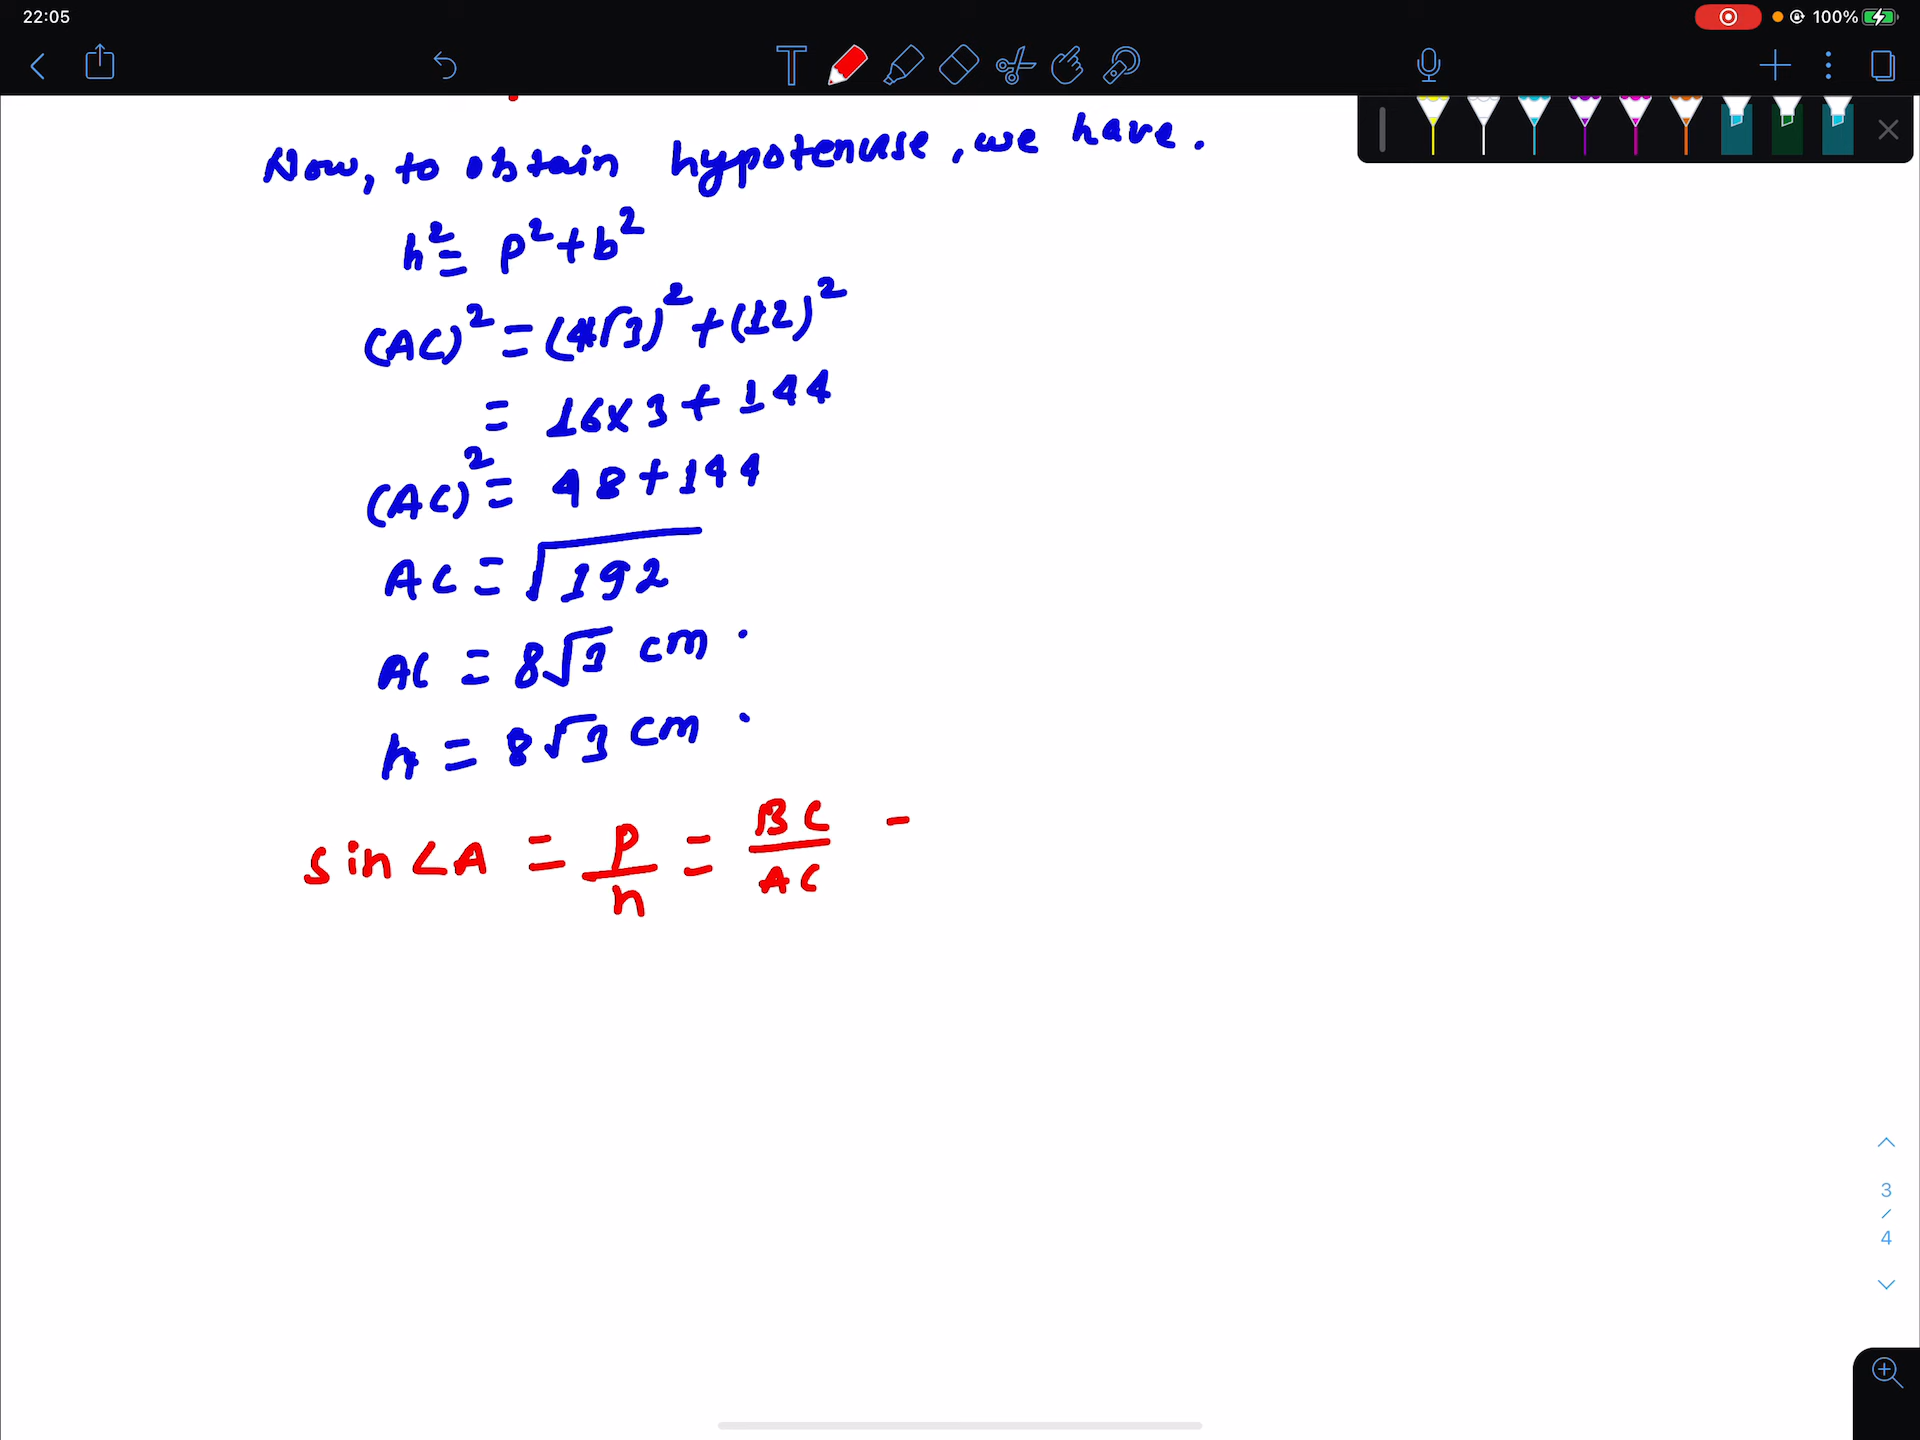 22:05
100%
Now, to obtain hypotenuse, we have.
h² = p² + b²
(AC)² = (4√3)² + (12)²
= 16×3 + 144
(AC)² = 48 + 144
AC = √192
AC = 8√3 cm.
h = 8√3 cm.
sin∠A = p/h = BC/AC -
3
/
4